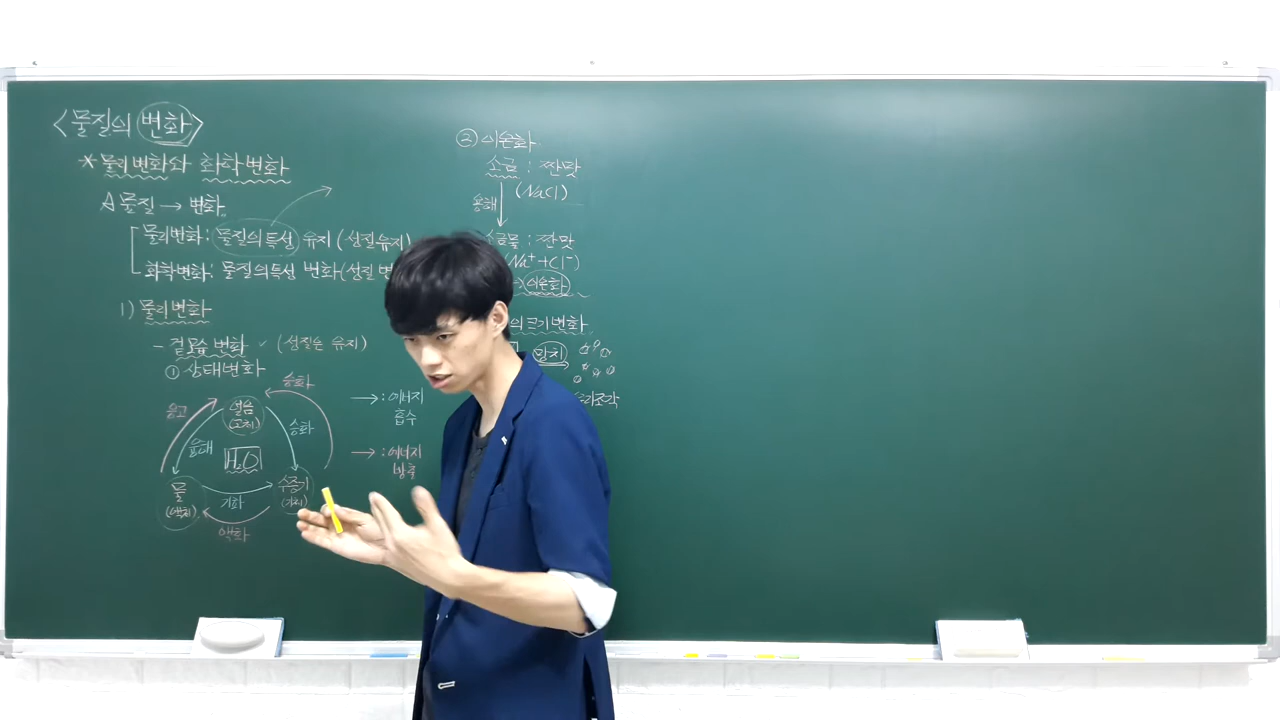 <물질의 변화>
* 물리변화와 화학변화
A 물질 → 변화
물리변화: 물질의 특성 유지 (성질유지)
화학변화: 물질의 특성 변화 (성질 변
1) 물리변화
- 겉모습 변화 ✓ (성질은 유지)
① 상태변화
승화
응고
얼음
(고체)
융해
승화
H₂O
물
(액체)
기화
수증기
(기체)
액화
→ : 에너지
흡수
→ : 에너지
방출
② 이온화
소금 : 짠맛
(NaCl)
용해
소금물 : 짠맛
(Na⁺+Cl⁻)
→이온화
의 크기변화
망치
유리조각